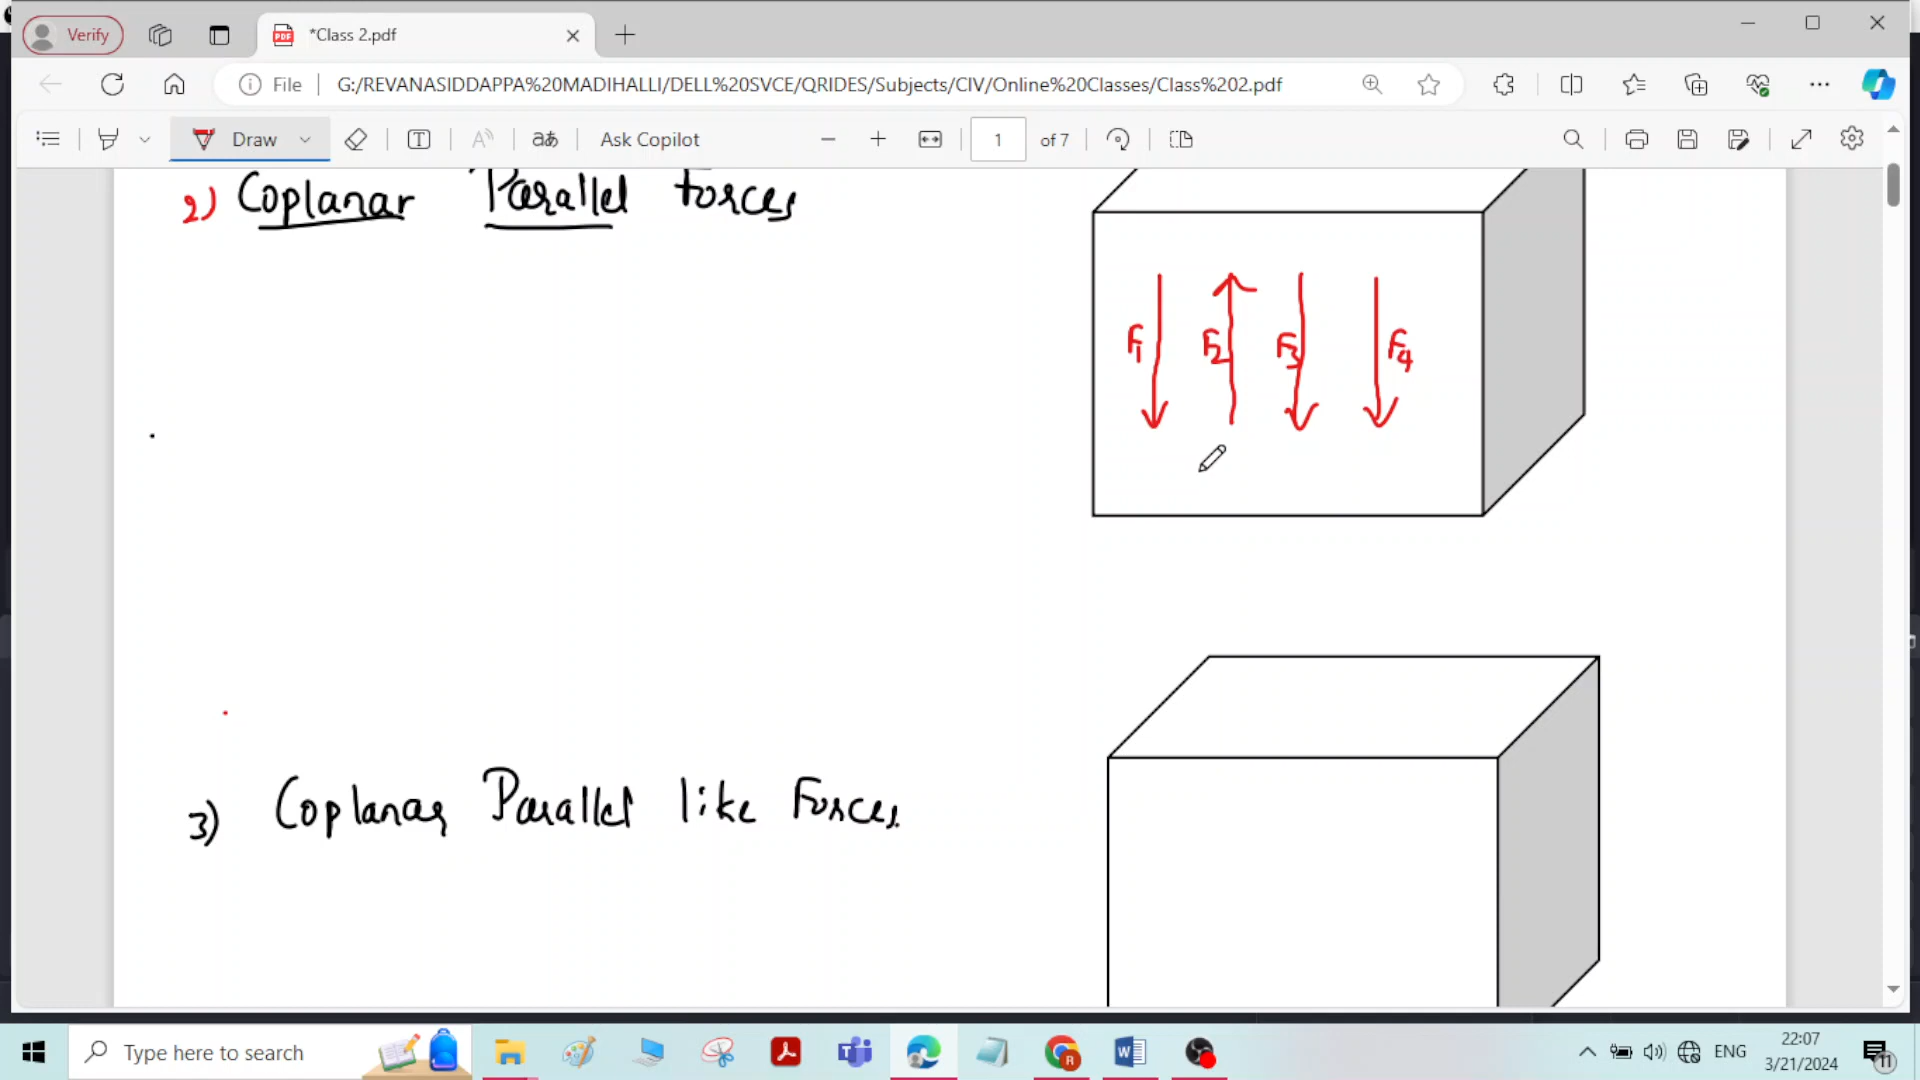 Verify
*Class 2.pdf
File
G:/REVANASIDDAPPA%20MADIHALLI/DELL%20SVCE/QRIDES/Subjects/CIV/Online%20Classes/Class%202.pdf
Draw
Ask Copilot
1 of 7
2) Coplanar Parallel Forces
F1 F2 F3 F4
3) Coplanar Parallel like Forces.
Type here to search
ENG
22:07
3/21/2024
11